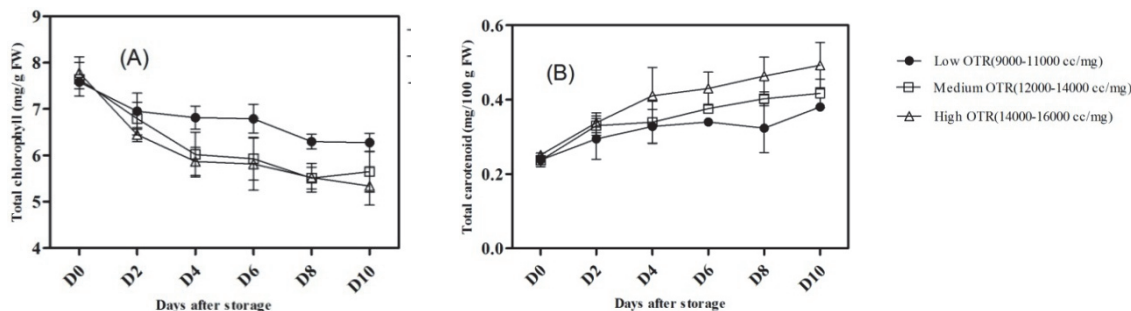 Total chlorophyll (mg/g FW)
9
8
7
6
5
4
(A)
D0 D2 D4 D6 D8 D10
Days after storage
Total carotenoid (mg/100 g FW)
0.6
0.4
0.2
0.0
(B)
D0 D2 D4 D6 D8 D10
Days after storage
Low OTR(9000-11000 cc/mg)
Medium OTR(12000-14000 cc/mg)
High OTR(14000-16000 cc/mg)